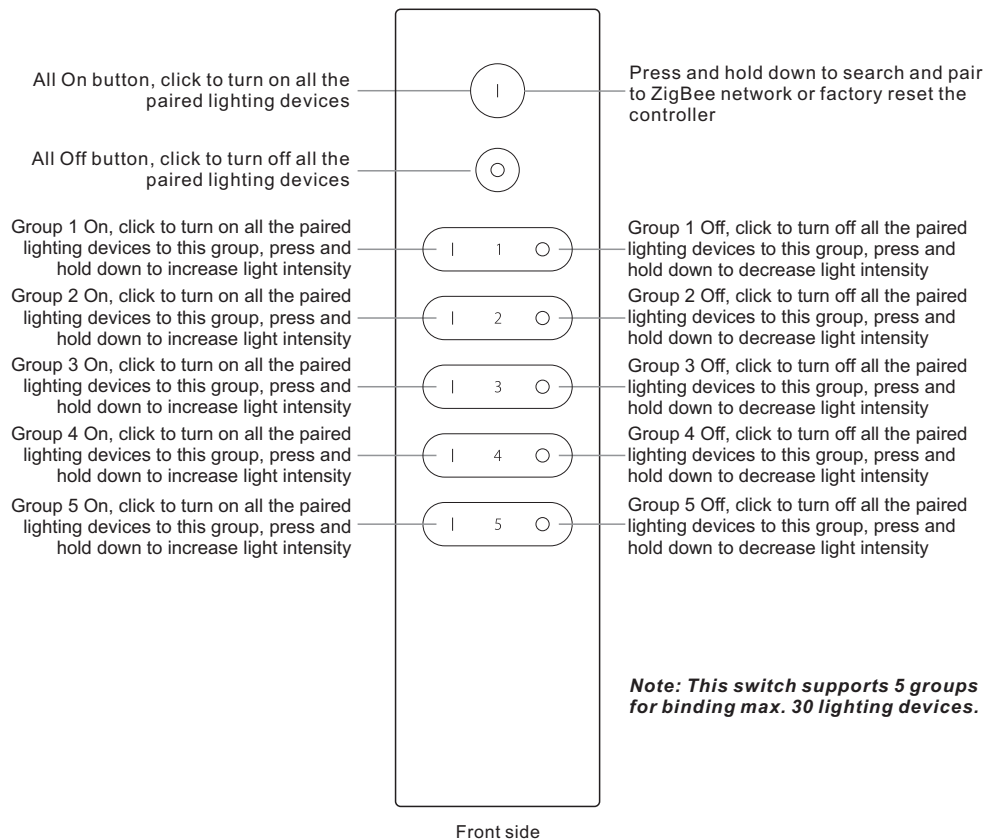 All On button, click to turn on all the
paired lighting devices
I
Press and hold down to search and pair
to ZigBee network or factory reset the
controller
All Off button, click to turn off all the
paired lighting devices
Group 1 On, click to turn on all the paired
lighting devices to this group, press and
hold down to increase light intensity
I 1 O
Group 1 Off, click to turn off all the paired
lighting devices to this group, press and
hold down to decrease light intensity
Group 2 On, click to turn on all the paired
lighting devices to this group, press and
hold down to increase light intensity
I 2 O
Group 2 Off, click to turn off all the paired
lighting devices to this group, press and
hold down to decrease light intensity
Group 3 On, click to turn on all the paired
lighting devices to this group, press and
hold down to increase light intensity
I 3 O
Group 3 Off, click to turn off all the paired
lighting devices to this group, press and
hold down to decrease light intensity
Group 4 On, click to turn on all the paired
lighting devices to this group, press and
hold down to increase light intensity
I 4 O
Group 4 Off, click to turn off all the paired
lighting devices to this group, press and
hold down to decrease light intensity
Group 5 On, click to turn on all the paired
lighting devices to this group, press and
hold down to increase light intensity
I 5 O
Group 5 Off, click to turn off all the paired
lighting devices to this group, press and
hold down to decrease light intensity
Note: This switch supports 5 groups
for binding max. 30 lighting devices.
Front side